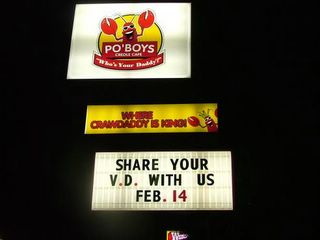 PO'BOYS
CREOLE CAFE
"Who's Your Daddy?"
WHERE
CRAWDADDY IS KING!
SHARE YOUR
V.D. WITH US
FEB. 14